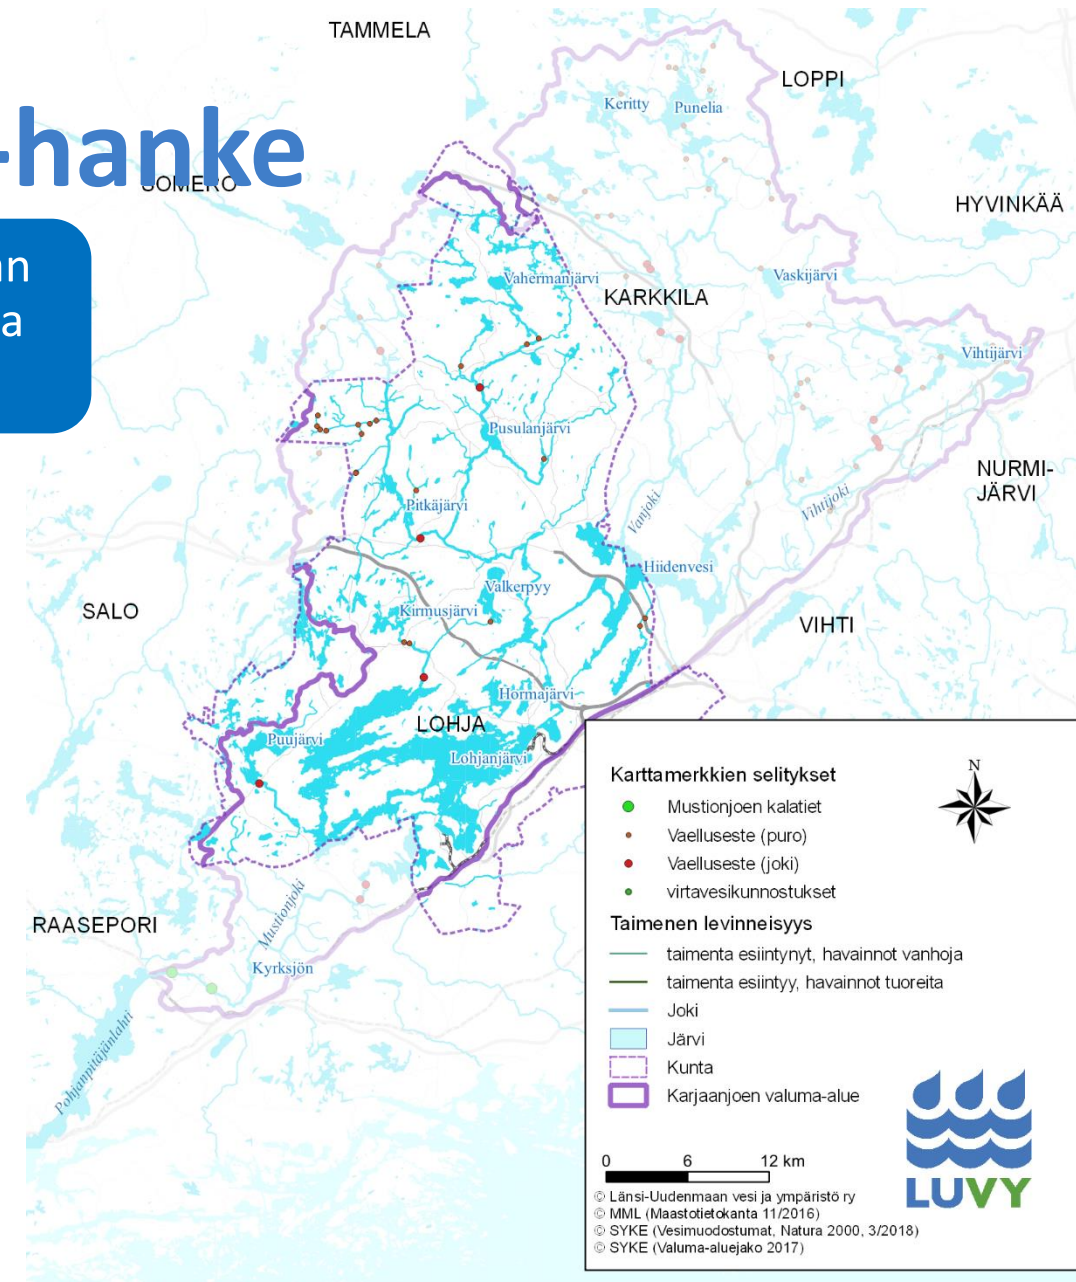 TAMMELA
LOPPI
-hanke
Keritty
Punelia
SOMERO
HYVINKÄÄ
an
a
Vahermanjärvi
KARKKILA
Vaskijärvi
Vihtijärvi
Pusulanjärvi
NURMI-
JÄRVI
Pitkäjärvi
Vanjoki
Vihtijoki
Hiidenvesi
Valkerpyy
SALO
Kirmusjärvi
VIHTI
Hormajärvi
LOHJA
Puujärvi
Lohjanjärvi
RAASEPORI
Mustionjoki
Kyrksjön
Pohjanpitäjänlahti
Karttamerkkien selitykset
N
Mustionjoen kalatiet
Vaelluseste (puro)
Vaelluseste (joki)
virtavesikunnostukset
Taimenen levinneisyys
taimenta esiintynyt, havainnot vanhoja
taimenta esiintyy, havainnot tuoreita
Joki
Järvi
Kunta
Karjaanjoen valuma-alue
0 6 12 km
© Länsi-Uudenmaan vesi ja ympäristö ry
© MML (Maastotietokanta 11/2016)
© SYKE (Vesimuodostumat, Natura 2000, 3/2018)
© SYKE (Valuma-aluejako 2017)
LUVY